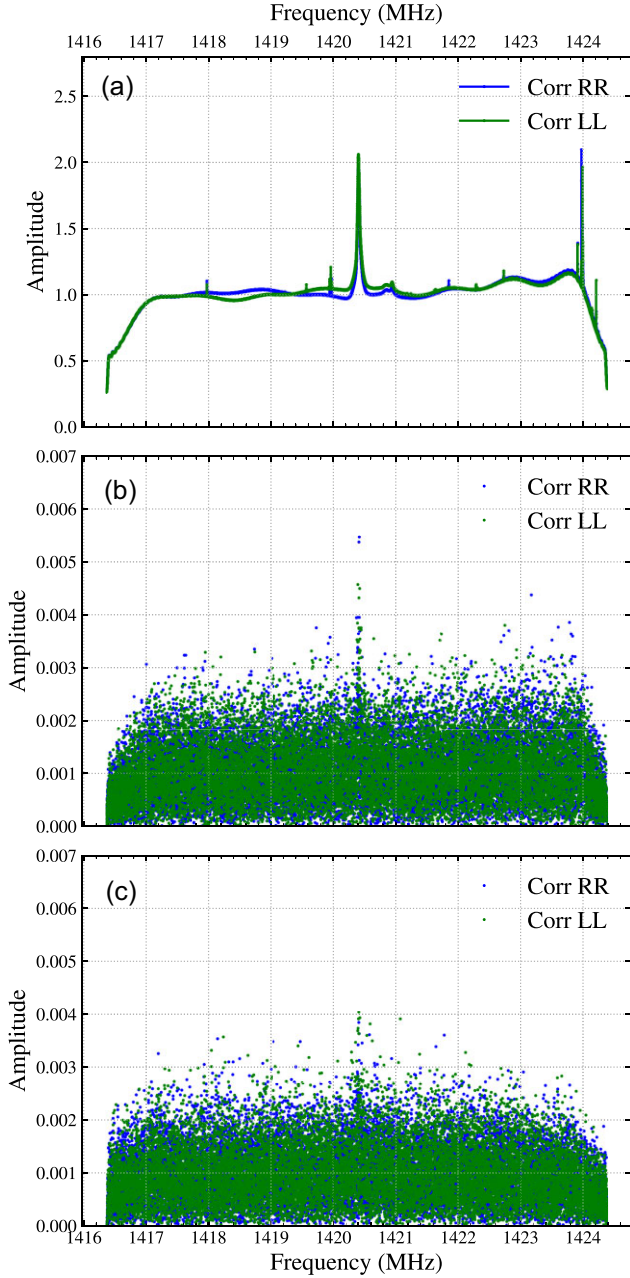 Frequency (MHz)
1416 1417 1418 1419 1420 1421 1422 1423 1424
(a)
Corr RR
Corr LL
2.5
2.0
1.5
1.0
0.5
0.0
Amplitude
(b)
Corr RR
Corr LL
0.007
0.006
0.005
0.004
0.003
0.002
0.001
0.000
Amplitude
(c)
Corr RR
Corr LL
0.007
0.006
0.005
0.004
0.003
0.002
0.001
0.000
Amplitude
1416 1417 1418 1419 1420 1421 1422 1423 1424
Frequency (MHz)